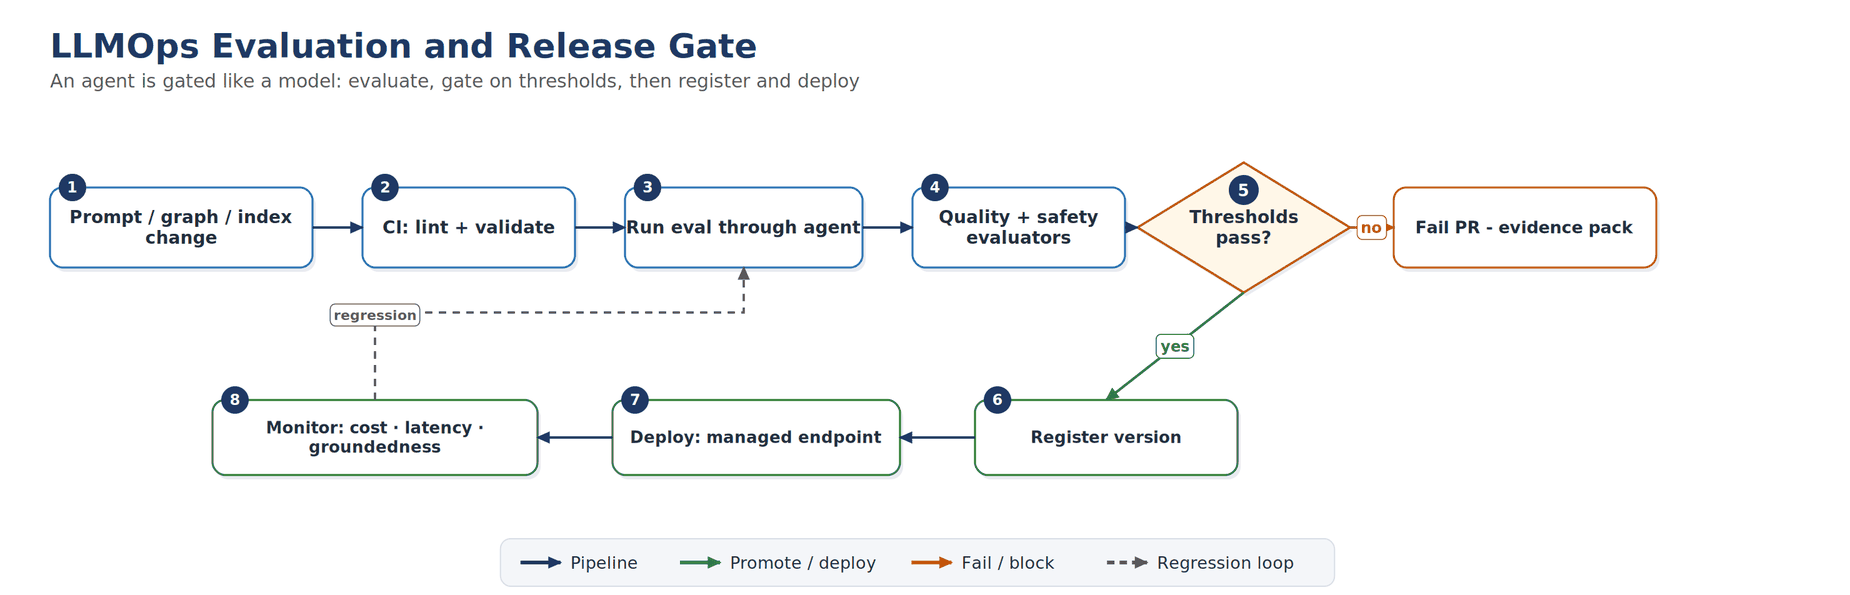 LLMOps Evaluation and Release Gate
An agent is gated like a model: evaluate, gate on thresholds, then register and deploy
1
Prompt / graph / index
change
2
CI: lint + validate
3
Run eval through agent
4
Quality + safety
evaluators
5
Thresholds
pass?
no
Fail PR - evidence pack
regression
yes
8
Monitor: cost · latency ·
groundedness
7
Deploy: managed endpoint
6
Register version
Pipeline
Promote / deploy
Fail / block
Regression loop